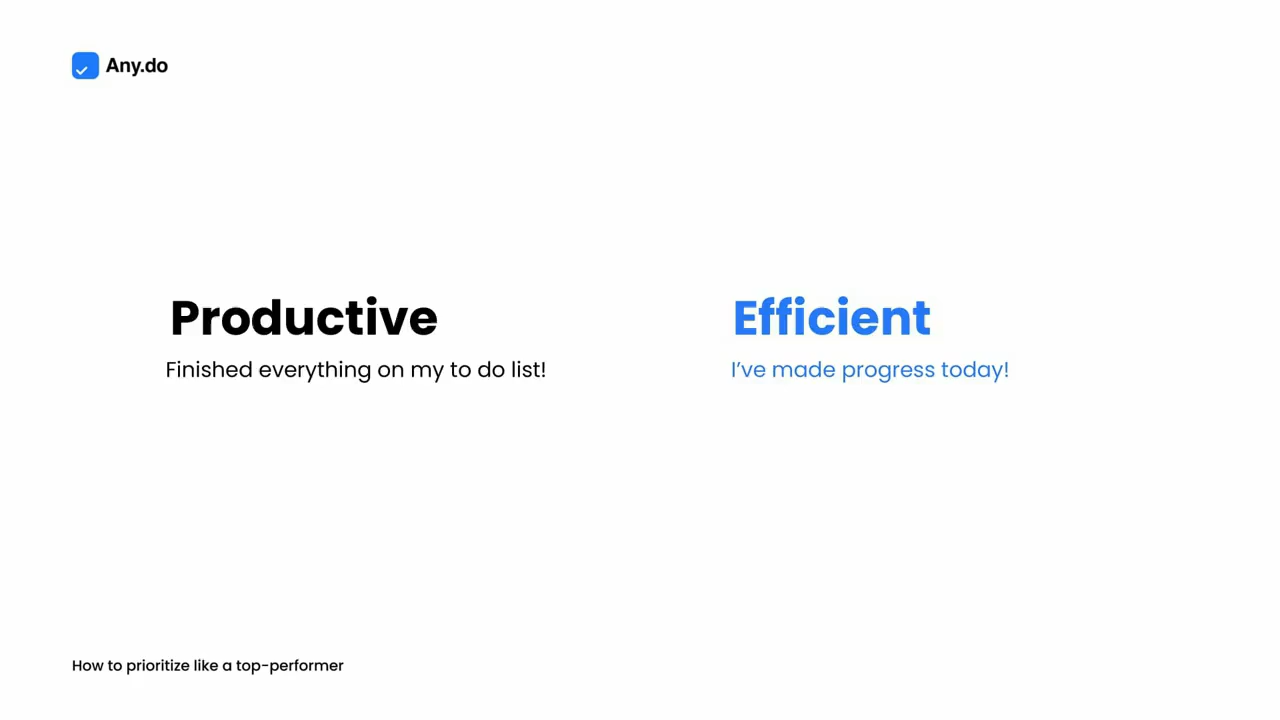 Any.do
Productive
Finished everything on my to do list!
Efficient
I’ve made progress today!
How to prioritize like a top-performer